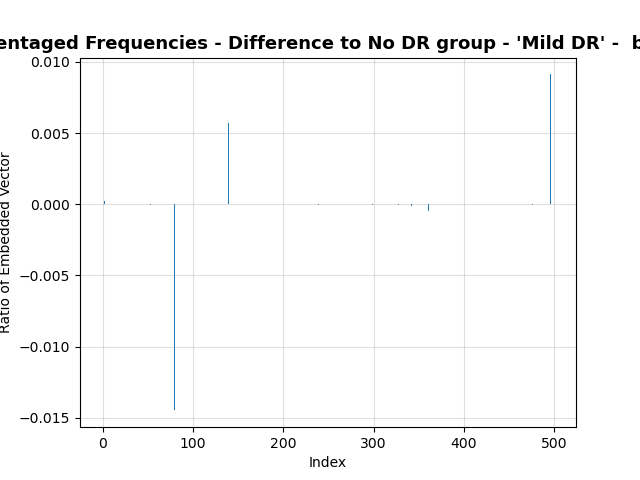 entaged Frequencies - Difference to No DR group - 'Mild DR' -
0.010
0.005
0.000
−0.005
−0.010
−0.015
Ratio of Embedded Vector
0 100 200 300 400 500
Index